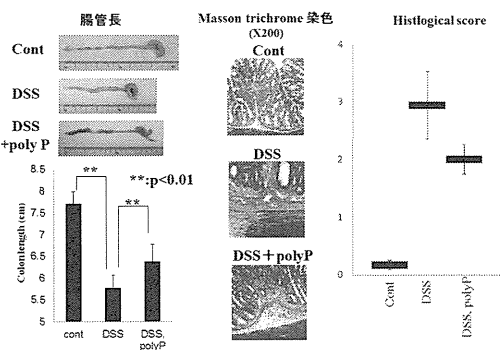 腸管長
Cont
DSS
DSS
+poly P
**:p<0.01
**
**
Colonlength (cm)
8.5
8
7.5
7
6.5
6
5.5
5
cont
DSS
DSS,
polyP
Masson trichrome 染色
(X200)
Cont
DSS
DSS+polyP
Histlogical score
4
3
2
1
0
Cont
DSS
DSS, polyP